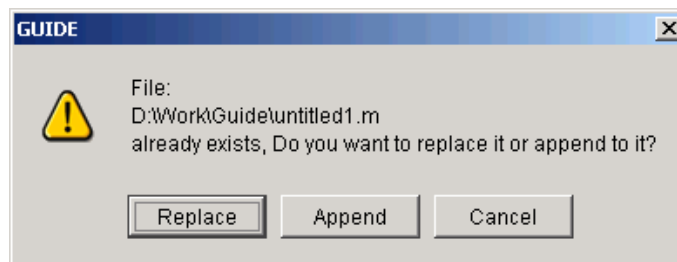 GUIDE
File:
D:\Work\Guide\untitled1.m
already exists, Do you want to replace it or append to it?
Replace Append Cancel